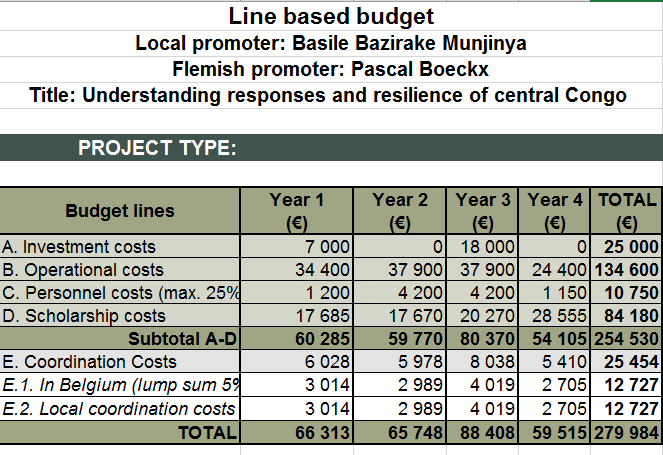 Line based budget
Local promoter: Basile Bazirake Munjinya
Flemish promoter: Pascal Boeckx
Title: Understanding responses and resilience of central Congo
PROJECT TYPE:
Budget lines Year 1 (€) Year 2 (€) Year 3 (€) Year 4 (€) TOTAL (€)
A. Investment costs 7 000 0 18 000 0 25 000
B. Operational costs 34 400 37 900 37 900 24 400 134 600
C. Personnel costs (max. 25% 1 200 4 200 4 200 1 150 10 750
D. Scholarship costs 17 685 17 670 20 270 28 555 84 180
Subtotal A-D 60 285 59 770 80 370 54 105 254 530
E. Coordination Costs 6 028 5 978 8 038 5 410 25 454
E.1. In Belgium (lump sum 5% 3 014 2 989 4 019 2 705 12 727
E.2. Local coordination costs 3 014 2 989 4 019 2 705 12 727
TOTAL 66 313 65 748 88 408 59 515 279 984